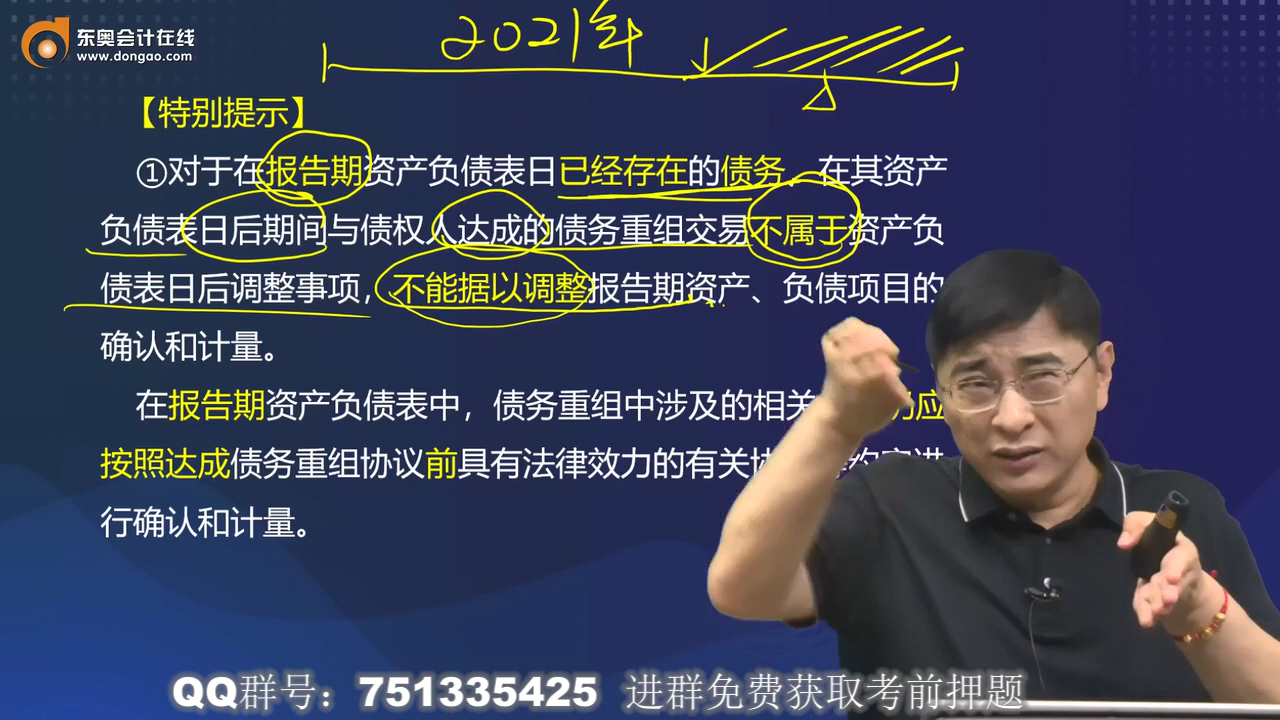 东奥会计在线
www.dongao.com
2021年
【特别提示】
①对于在报告期资产负债表日已经存在的债务，在其资产
负债表日后期间与债权人达成的债务重组交易不属于资产负
债表日后调整事项，不能据以调整报告期资产、负债项目的
确认和计量。
在报告期资产负债表中，债务重组中涉及的相关
应
按照达成债务重组协议前具有法律效力的有关
行确认和计量。
QQ群号：751335425 进群免费获取考前押题